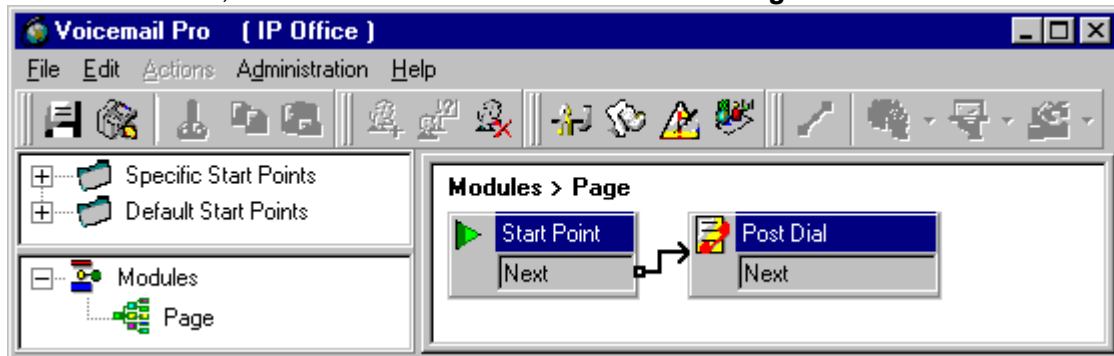 Voicemail Pro ( IP Office )
File Edit Actions Administration Help
Specific Start Points
Default Start Points
Modules
Page
Modules > Page
Start Point
Next
Post Dial
Next